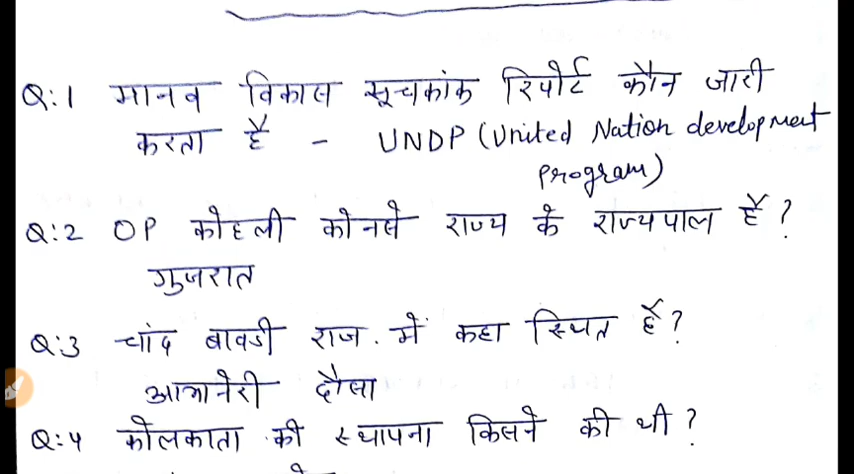 Q:1 मानव विकास सूचकांक रिपोर्ट कौन जारी
करता है - UNDP (United Nation development
program)
Q:2 OP कोहली कोनसे राज्य के राज्यपाल है?
गुजरात
Q:3 चांद बावडी राज. में कहा स्थित है?
आभानेरी दौसा
Q:4 कोलकाता की स्थापना किसने की थी?